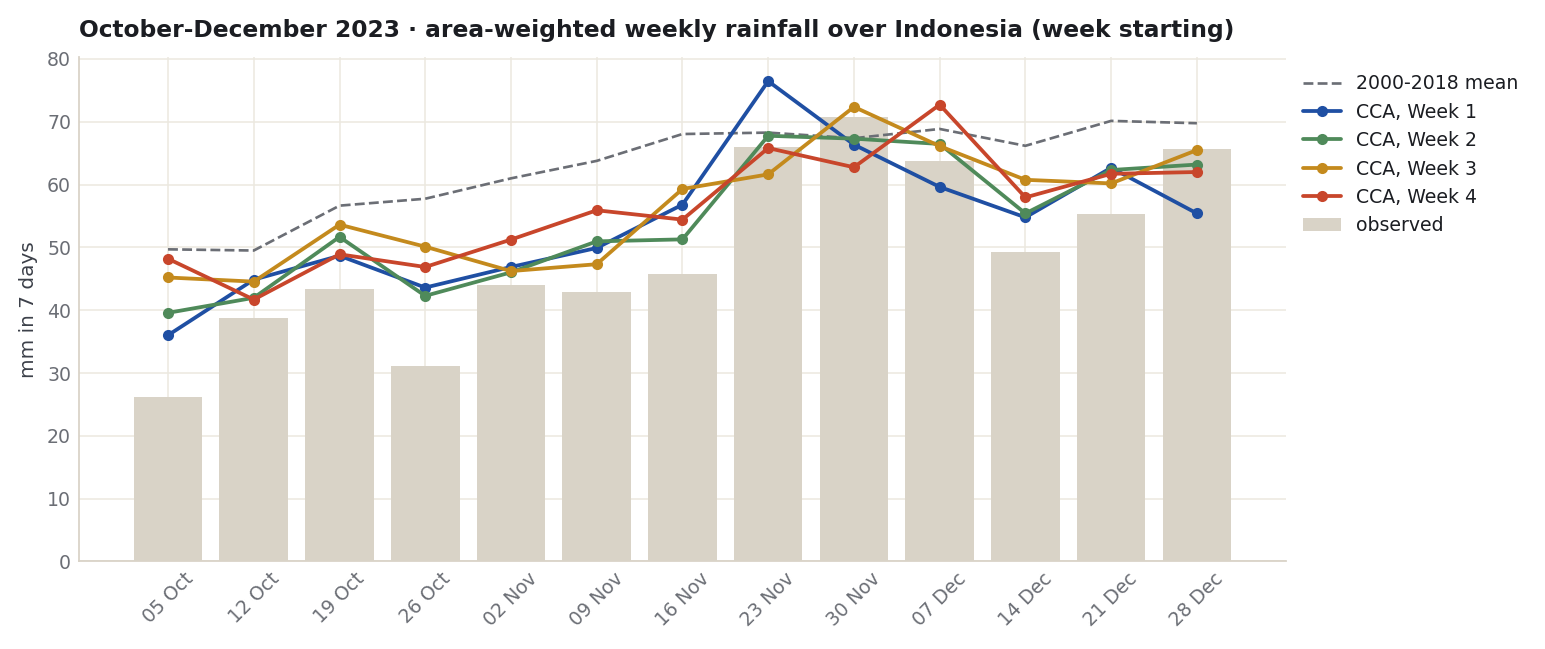 October-December 2023 · area-weighted weekly rainfall over Indonesia (week starting)
mm in 7 days
80
70
60
50
40
30
20
10
0
05 Oct
12 Oct
19 Oct
26 Oct
02 Nov
09 Nov
16 Nov
23 Nov
30 Nov
07 Dec
14 Dec
21 Dec
28 Dec
2000-2018 mean
CCA, Week 1
CCA, Week 2
CCA, Week 3
CCA, Week 4
observed